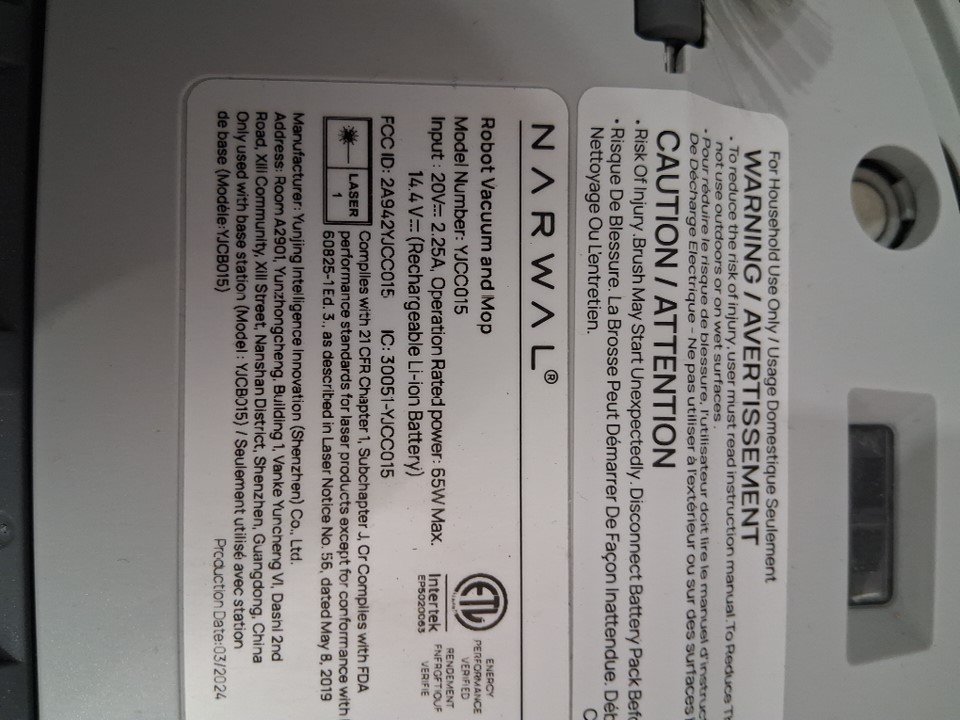 For Household Use Only / Usage Domestique Seulement
WARNING / AVERTISSEMENT
• To reduce the risk of injury, user must read instruction manual. To Reduce
not use outdoors or on wet surfaces.
• Pour réduire le risque de blessure, l'utilisateur doit lire le manuel
De Décharge Electrique - Ne pas utiliser à l'extérieur ou sur des surfaces
CAUTION / ATTENTION
• Risk Of Injury. Brush May Start Unexpectedly. Disconnect Battery Pack
• Risque De Blessure. La Brosse Peut Démarrer De Façon Inattendue.
Nettoyage Ou L'entretien.
NARWAL®
Robot Vacuum and Mop
Model Number: YJCC015
Input : 20V⎓ 2.25A, Operation Rated power: 55W Max.
14.4V⎓ (Rechargeable Li-ion Battery)
FCC ID: 2A942YJCC015 IC: 30051-YJCC015
ETL
Intertek
EP5020063
ENERGY
PERFORMANCE
VERIFIED
RENDEMENT
ENERGETIQUE
VERIFIE
LASER
1
Complies with 21 CFR Chapter 1, Subchapter J, Or Complies with FDA
performance standards for laser products except for conformance with
60825-1 Ed. 3., as described in Laser Notice No. 56, dated May 8, 2019
Manufacturer: Yunjing Intelligence Innovation (Shenzhen) Co., Ltd.
Address: Room A2901, Yunzhongcheng, Building 1, Vanke Yuncheng VI, Dashi 2nd
Road, Xili Community, Xili Street, Nanshan District, Shenzhen, Guangdong, China
Only used with base station (Model : YJCB015) / Seulement utilisé avec station
de base (Modèle:YJCB015)
Production Date:03/2024